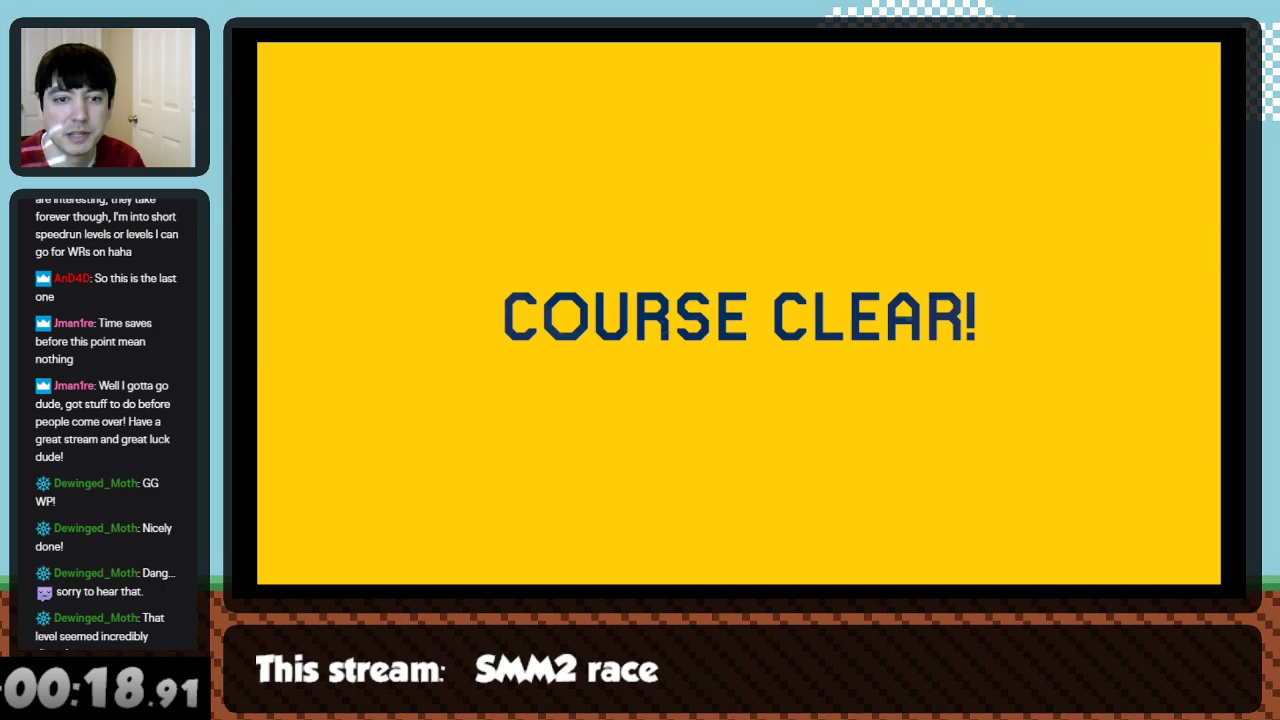 are interesting, they take
forever though, I'm into short
speedrun levels or levels I can
go for WRs on haha
AnD4D: So this is the last
one
Jman1re: Time saves
before this point mean
nothing
Jman1re: Well I gotta go
dude, got stuff to do before
people come over! Have a
great stream and great luck
dude!
Dewinged_Moth: GG
WP!
Dewinged_Moth: Nicely
done!
Dewinged_Moth: Dang...
sorry to hear that.
Dewinged_Moth: That
level seemed incredibly
-00:18.91
COURSE CLEAR!
This stream: SMM2 race